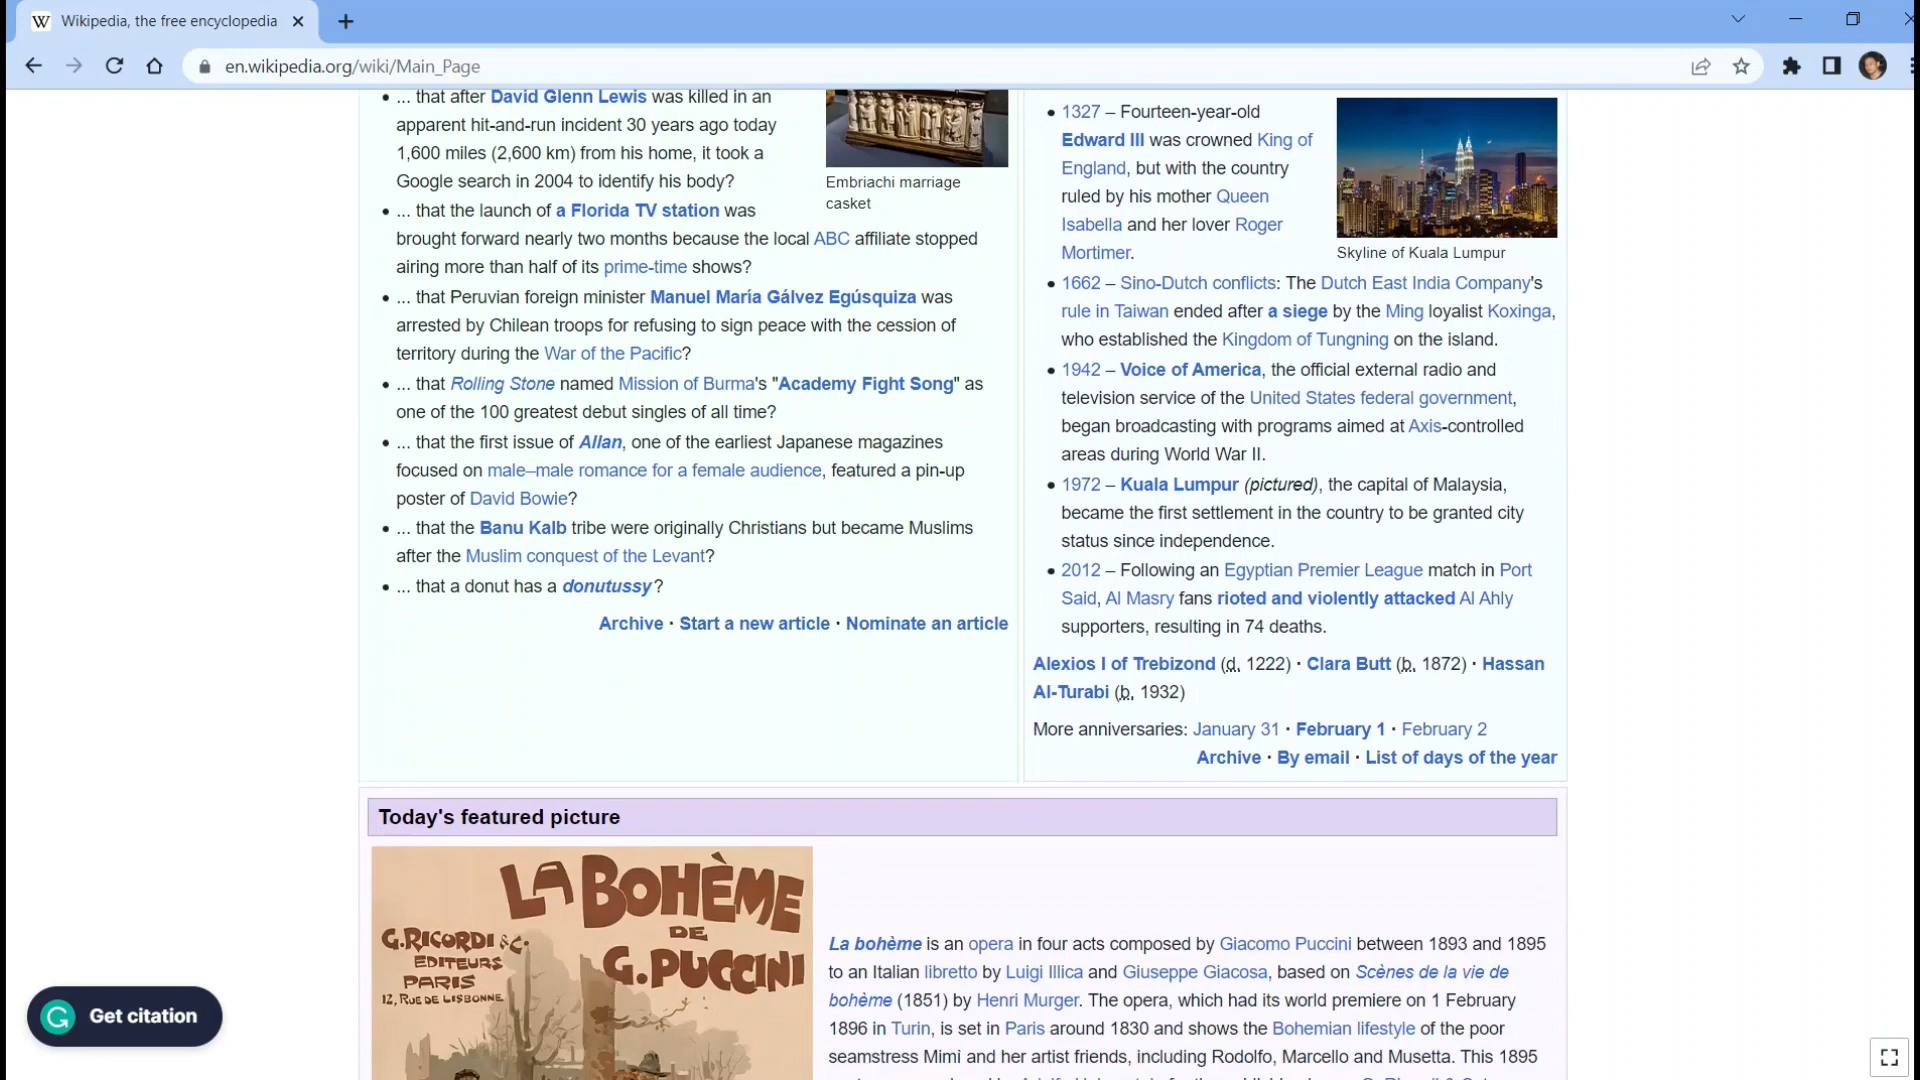 Wikipedia, the free encyclopedia
en.wikipedia.org/wiki/Main_Page
... that after David Glenn Lewis was killed in an
apparent hit-and-run incident 30 years ago today
1,600 miles (2,600 km) from his home, it took a
Google search in 2004 to identify his body?
Embriachi marriage
casket
... that the launch of a Florida TV station was
brought forward nearly two months because the local ABC affiliate stopped
airing more than half of its prime-time shows?
... that Peruvian foreign minister Manuel María Gálvez Egúsquiza was
arrested by Chilean troops for refusing to sign peace with the cession of
territory during the War of the Pacific?
... that Rolling Stone named Mission of Burma's "Academy Fight Song" as
one of the 100 greatest debut singles of all time?
... that the first issue of Allan, one of the earliest Japanese magazines
focused on male–male romance for a female audience, featured a pin-up
poster of David Bowie?
... that the Banu Kalb tribe were originally Christians but became Muslims
after the Muslim conquest of the Levant?
... that a donut has a donutussy?
Archive · Start a new article · Nominate an article
1327 – Fourteen-year-old
Edward III was crowned King of
England, but with the country
ruled by his mother Queen
Isabella and her lover Roger
Mortimer.
Skyline of Kuala Lumpur
1662 – Sino-Dutch conflicts: The Dutch East India Company's
rule in Taiwan ended after a siege by the Ming loyalist Koxinga,
who established the Kingdom of Tungning on the island.
1942 – Voice of America, the official external radio and
television service of the United States federal government,
began broadcasting with programs aimed at Axis-controlled
areas during World War II.
1972 – Kuala Lumpur (pictured), the capital of Malaysia,
became the first settlement in the country to be granted city
status since independence.
2012 – Following an Egyptian Premier League match in Port
Said, Al Masry fans rioted and violently attacked Al Ahly
supporters, resulting in 74 deaths.
Alexios I of Trebizond (d. 1222) · Clara Butt (b. 1872) · Hassan
Al-Turabi (b. 1932)
More anniversaries: January 31 · February 1 · February 2
Archive · By email · List of days of the year
Today's featured picture
LA BOHÈME
DE
G. PUCCINI
G. RICORDI & C.
EDITEURS
PARIS
12, RUE DE LISBONNE
La bohème is an opera in four acts composed by Giacomo Puccini between 1893 and 1895
to an Italian libretto by Luigi Illica and Giuseppe Giacosa, based on Scènes de la vie de
bohème (1851) by Henri Murger. The opera, which had its world premiere on 1 February
1896 in Turin, is set in Paris around 1830 and shows the Bohemian lifestyle of the poor
seamstress Mimi and her artist friends, including Rodolfo, Marcello and Musetta. This 1895
Get citation